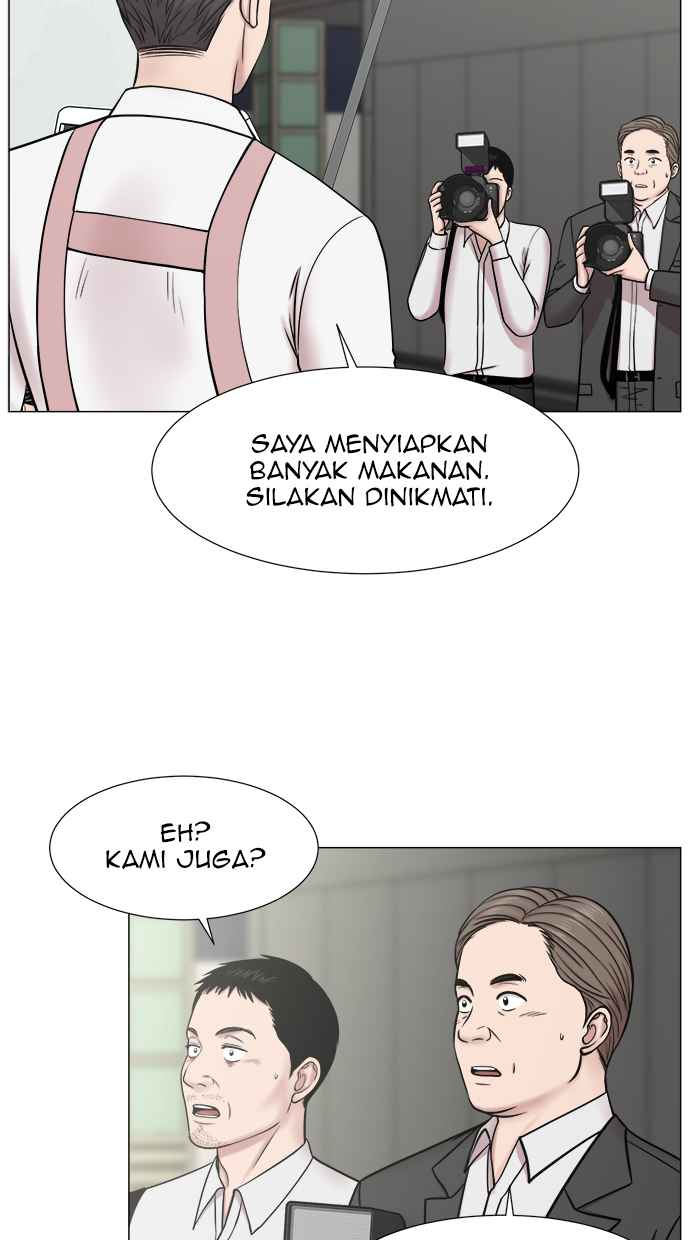 SAYA MENYIAPKAN
BANYAK MAKANAN.
SILAKAN DINIKMATI.
EH?
KAMI JUGA?